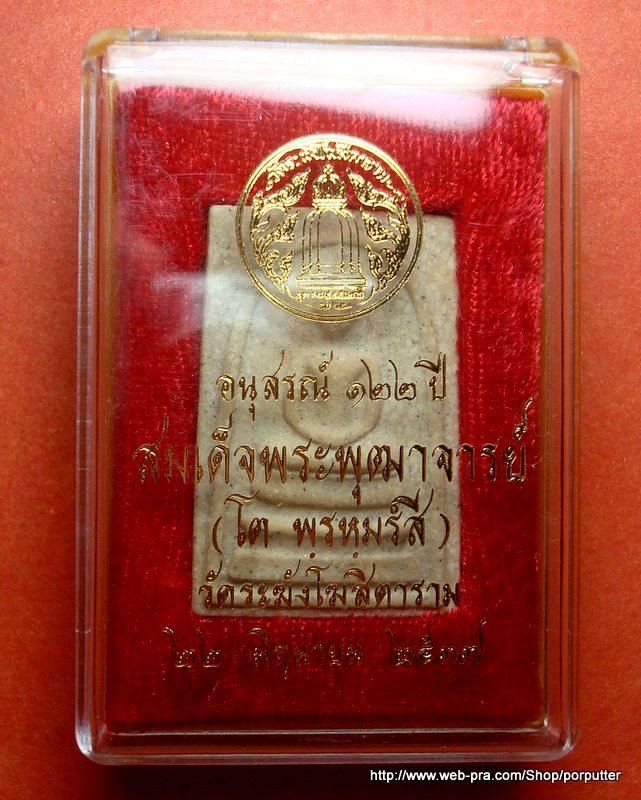 อนุสรณ์ ๑๒๒ ปี
สมเด็จพระพุฒาจารย์
(โต พฺรหฺมรํสี)
วัดระฆังโฆสิตาราม
๒๒ มิถุนายน ๒๕๓๗
http://www.web-pra.com/Shop/porputter